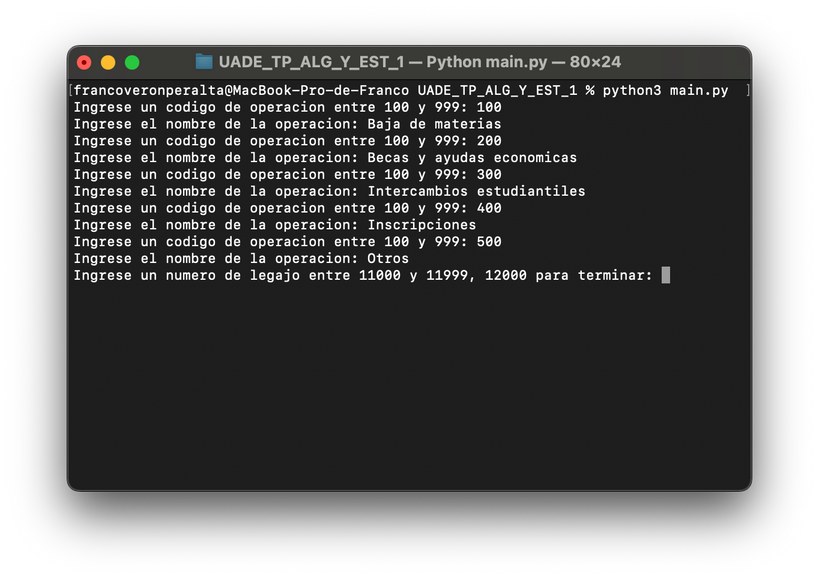 UADE_TP_ALG_Y_EST_1 — Python main.py — 80×24
[francoveronperalta@MacBook-Pro-de-Franco UADE_TP_ALG_Y_EST_1 % python3 main.py ]
Ingrese un codigo de operacion entre 100 y 999: 100
Ingrese el nombre de la operacion: Baja de materias
Ingrese un codigo de operacion entre 100 y 999: 200
Ingrese el nombre de la operacion: Becas y ayudas economicas
Ingrese un codigo de operacion entre 100 y 999: 300
Ingrese el nombre de la operacion: Intercambios estudiantiles
Ingrese un codigo de operacion entre 100 y 999: 400
Ingrese el nombre de la operacion: Inscripciones
Ingrese un codigo de operacion entre 100 y 999: 500
Ingrese el nombre de la operacion: Otros
Ingrese un numero de legajo entre 11000 y 11999, 12000 para terminar: